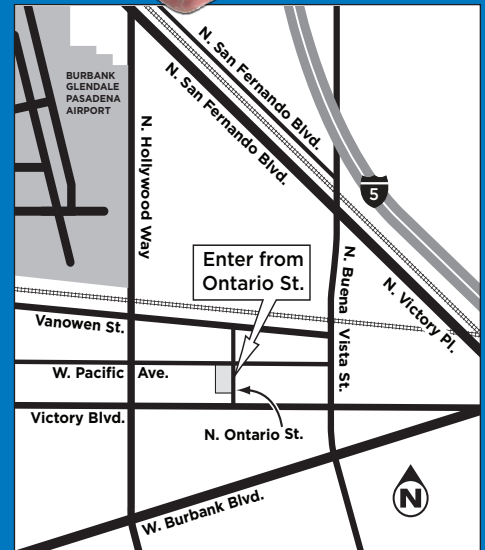 N. San Fernando Blvd.
N. San Fernando Blvd.
BURBANK
GLENDALE
PASADENA
AIRPORT
N. Hollywood Way
5
Enter from
Ontario St.
N. Buena Vista St.
N. Victory Pl.
Vanowen St.
W. Pacific Ave.
Victory Blvd.
N. Ontario St.
W. Burbank Blvd.
N